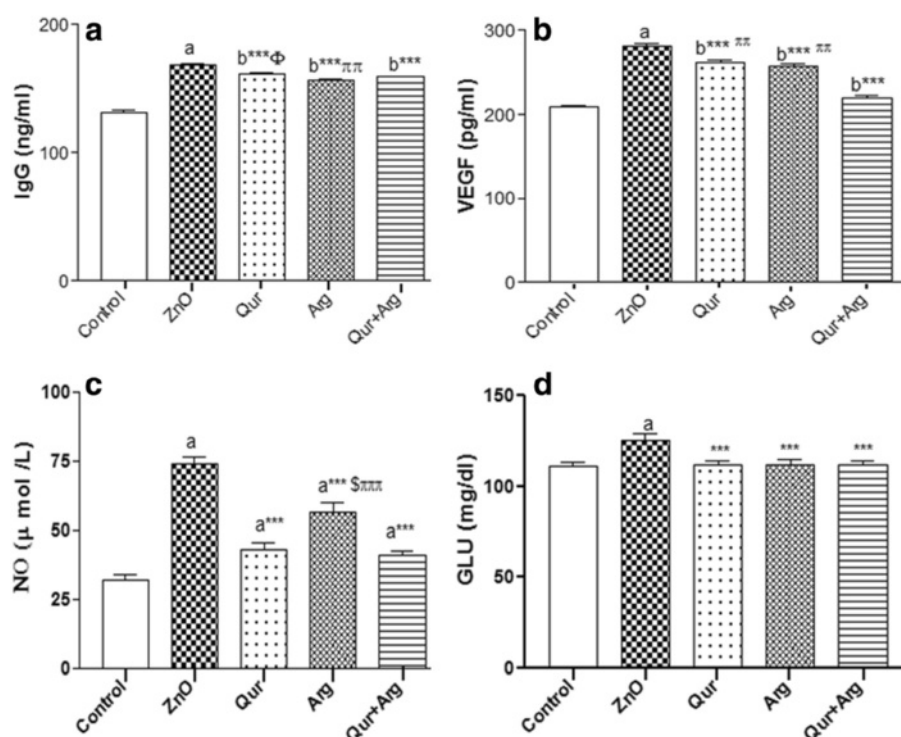 a
IgG (ng/ml)
200
100
0
a
b***Φ
b***ππ
b***
Control
ZnO
Qur
Arg
Qur+Arg
b
VEGF (pg/ml)
300
200
100
0
a
b*** ππ
b*** ππ
b***
Control
ZnO
Qur
Arg
Qur+Arg
c
NO (μ mol /L)
100
75
50
25
0
a
a***
a*** $πππ
a***
Control
ZnO
Qur
Arg
Qur+Arg
d
GLU (mg/dl)
150
100
50
0
a
***
***
***
Control
ZnO
Qur
Arg
Qur+Arg